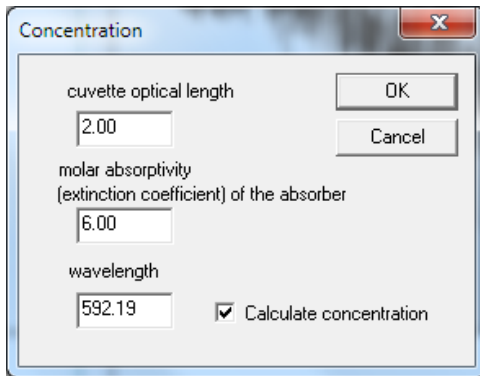 Concentration
cuvette optical length
OK
2.00
Cancel
molar absorptivity
(extinction coefficient) of the absorber
6.00
wavelength
592.19
Calculate concentration